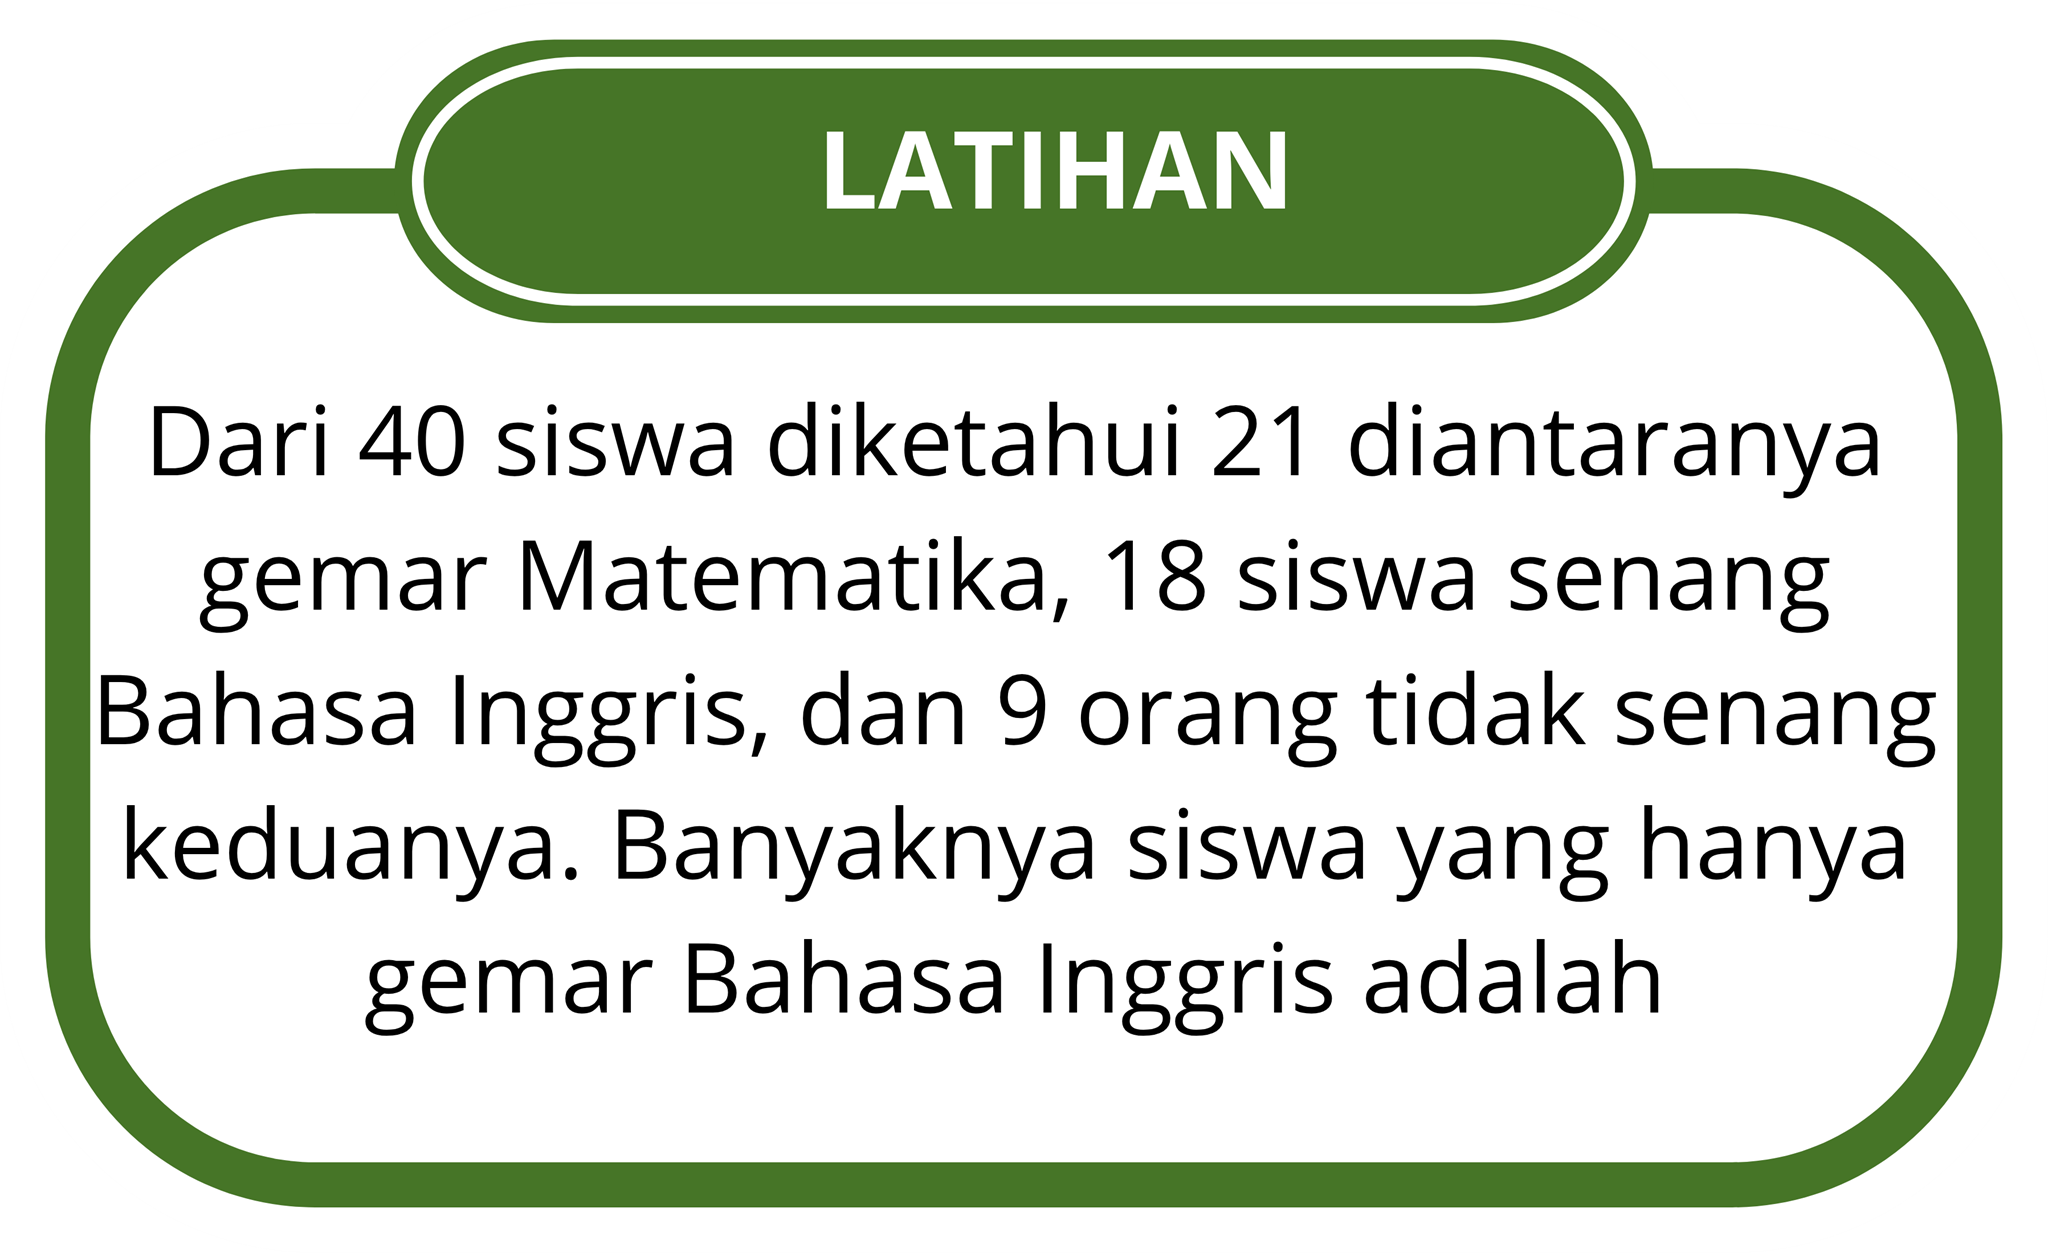 LATIHAN
Dari 40 siswa diketahui 21 diantaranya
gemar Matematika, 18 siswa senang
Bahasa Inggris, dan 9 orang tidak senang
keduanya. Banyaknya siswa yang hanya
gemar Bahasa Inggris adalah